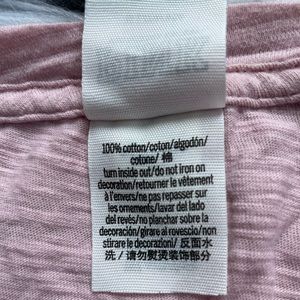 100% cotton/coton/algodón/
cotone/ 棉
turn inside out/do not iron on
decoration/retourner le vêtement
à l'envers/ne pas repasser sur
les ornements/lavar del lado
del revés/no planchar sobre la
decoración/girare al rovescio/non
stirare le decorazioni/ 反面水
洗 / 请勿熨烫装饰部分